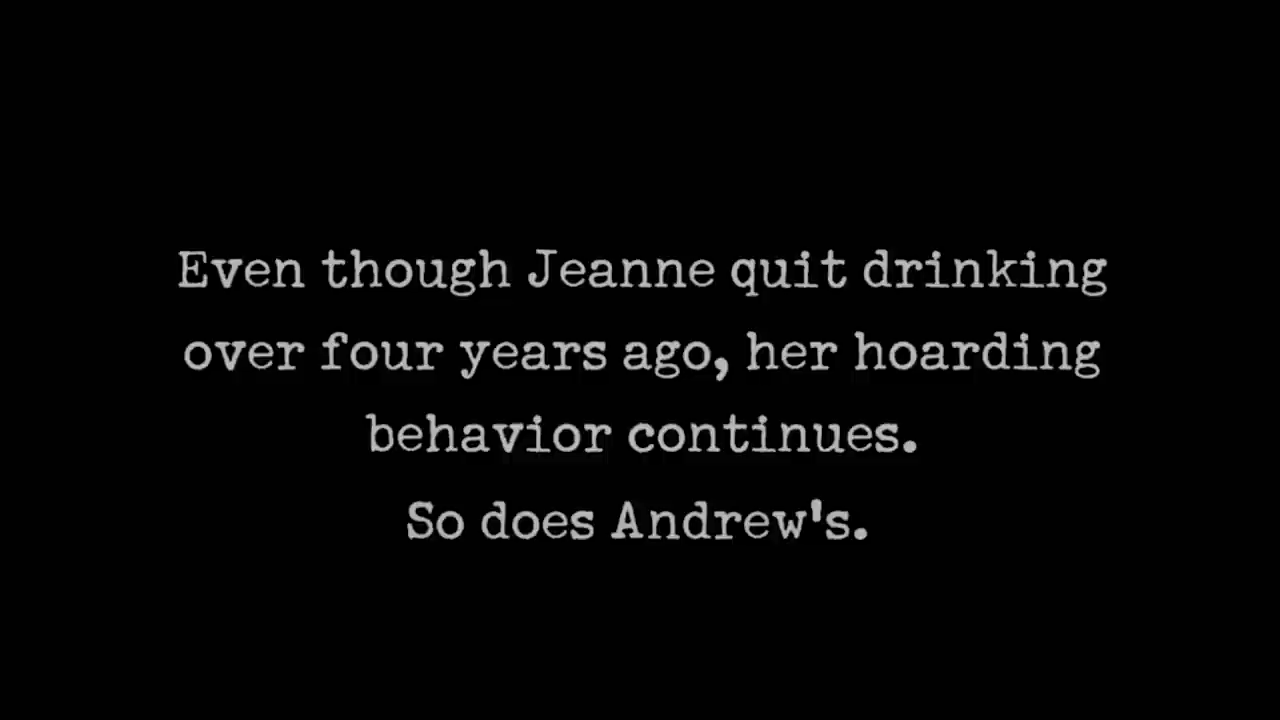 Even though Jeanne quit drinking
over four years ago, her hoarding
behavior continues.
So does Andrew's.